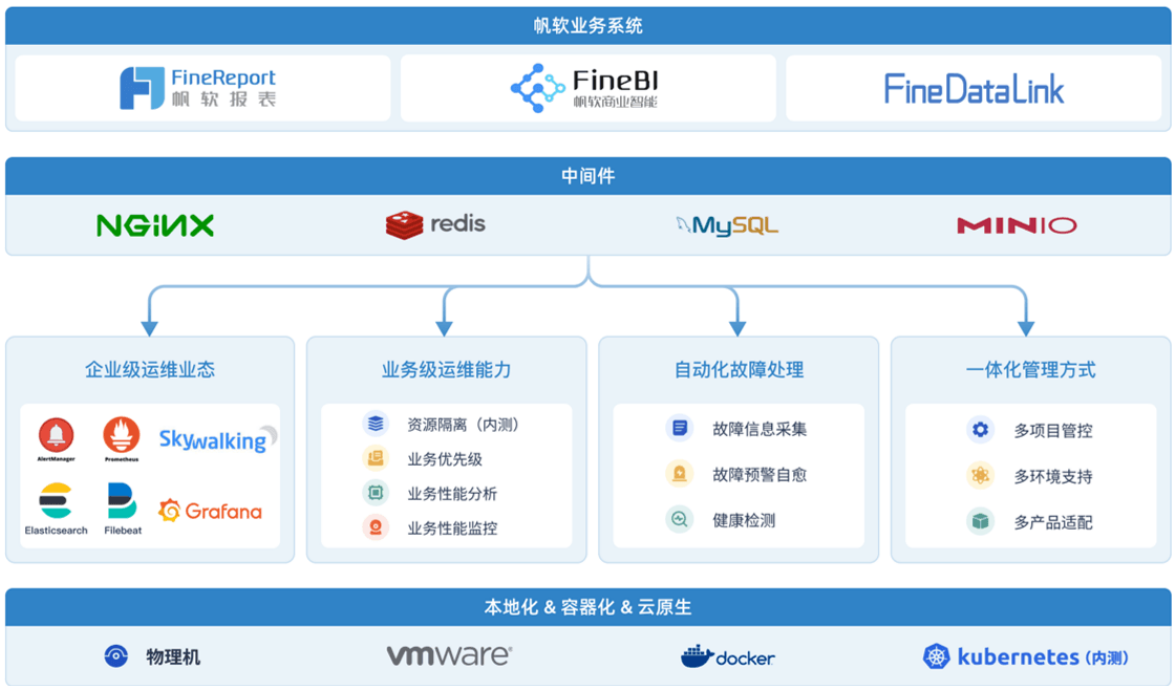 帆软业务系统
FineReport
帆软报表
FineBI
帆软商业智能
FineDataLink
中间件
NGINX
redis
MySQL
MINIO
企业级运维业态
AlertManager
Prometheus
Skywalking
Elasticsearch
Filebeat
Grafana
业务级运维能力
资源隔离（内测）
业务优先级
业务性能分析
业务性能监控
自动化故障处理
故障信息采集
故障预警自愈
健康检测
一体化管理方式
多项目管控
多环境支持
多产品适配
本地化 & 容器化 & 云原生
物理机
vmware®
docker
kubernetes（内测）